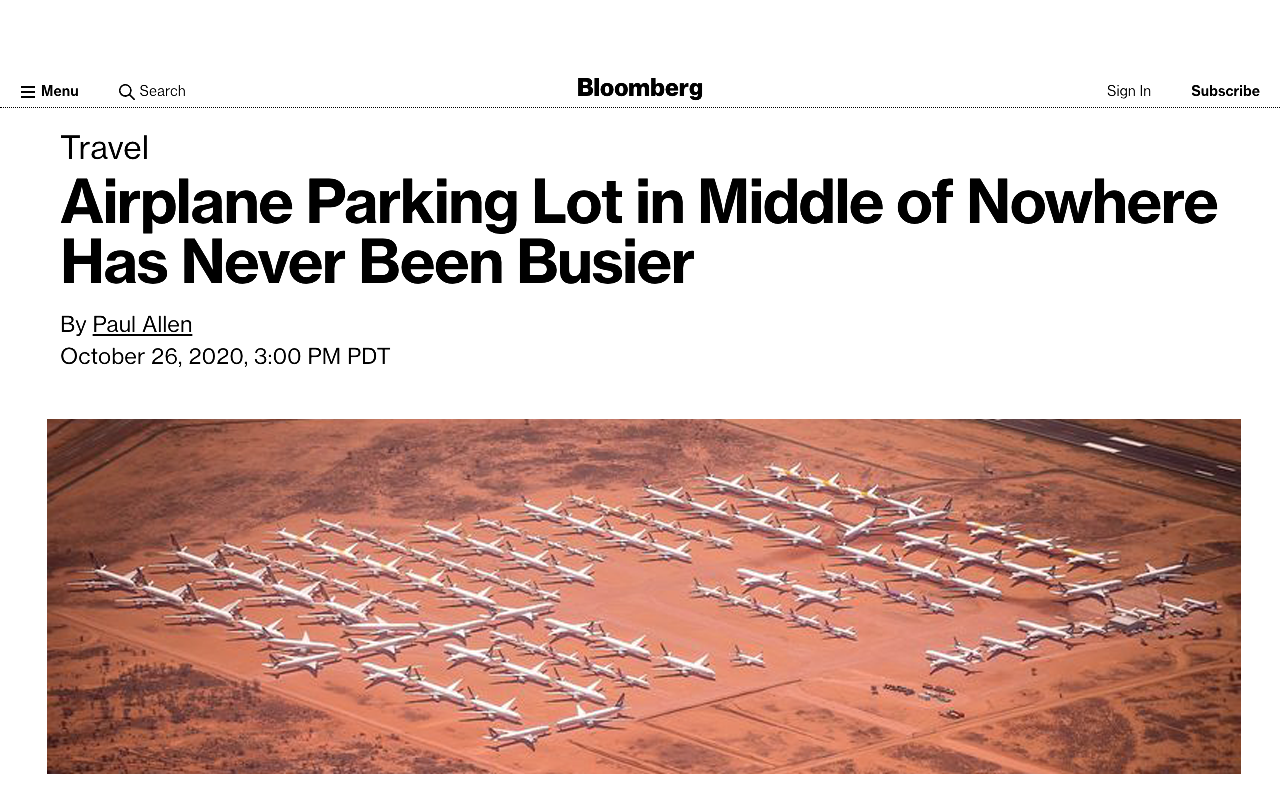 Menu
Search
Bloomberg
Sign In
Subscribe
Travel
Airplane Parking Lot in Middle of Nowhere
Has Never Been Busier
By Paul Allen
October 26, 2020, 3:00 PM PDT